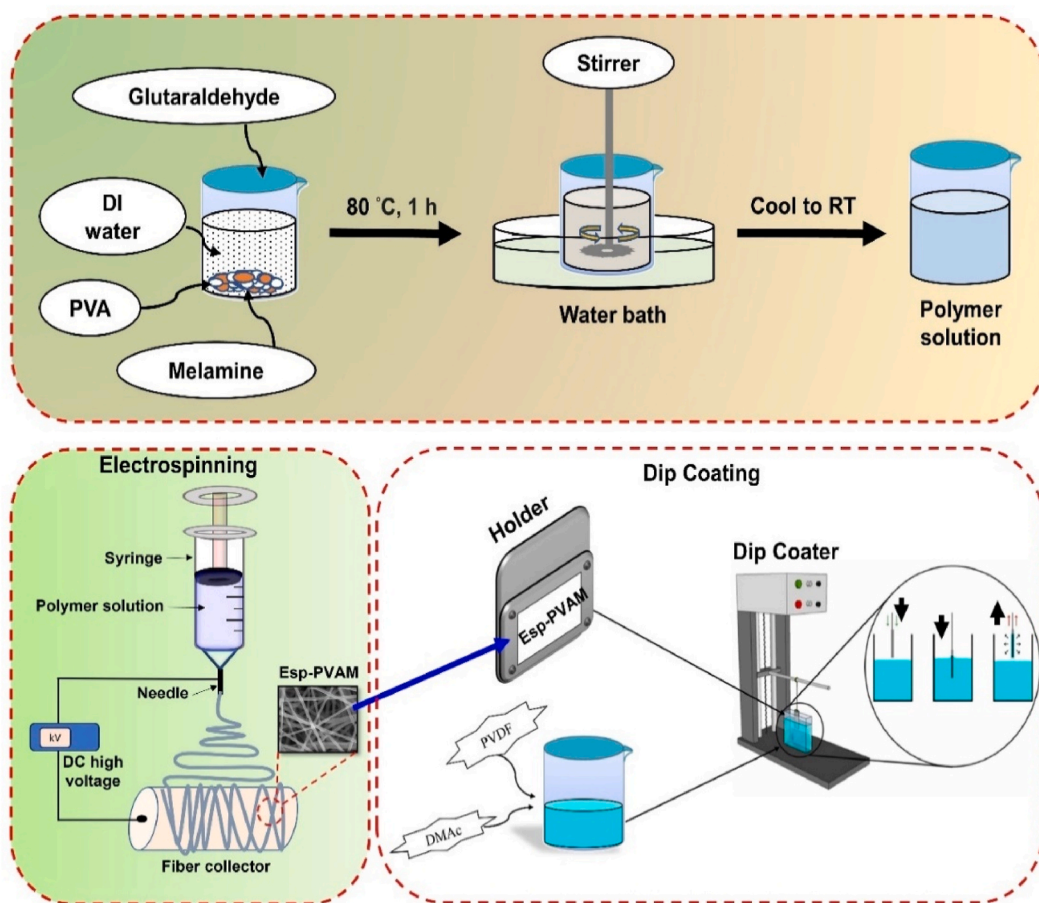 Glutaraldehyde
DI
water
PVA
Melamine
80 °C, 1 h
Stirrer
Water bath
Cool to RT
Polymer
solution
Electrospinning
Syringe
Polymer solution
Needle
Esp-PVAM
kV
DC high
voltage
Fiber collector
Dip Coating
Holder
Esp-PVAM
Dip Coater
PVDF
DMAc